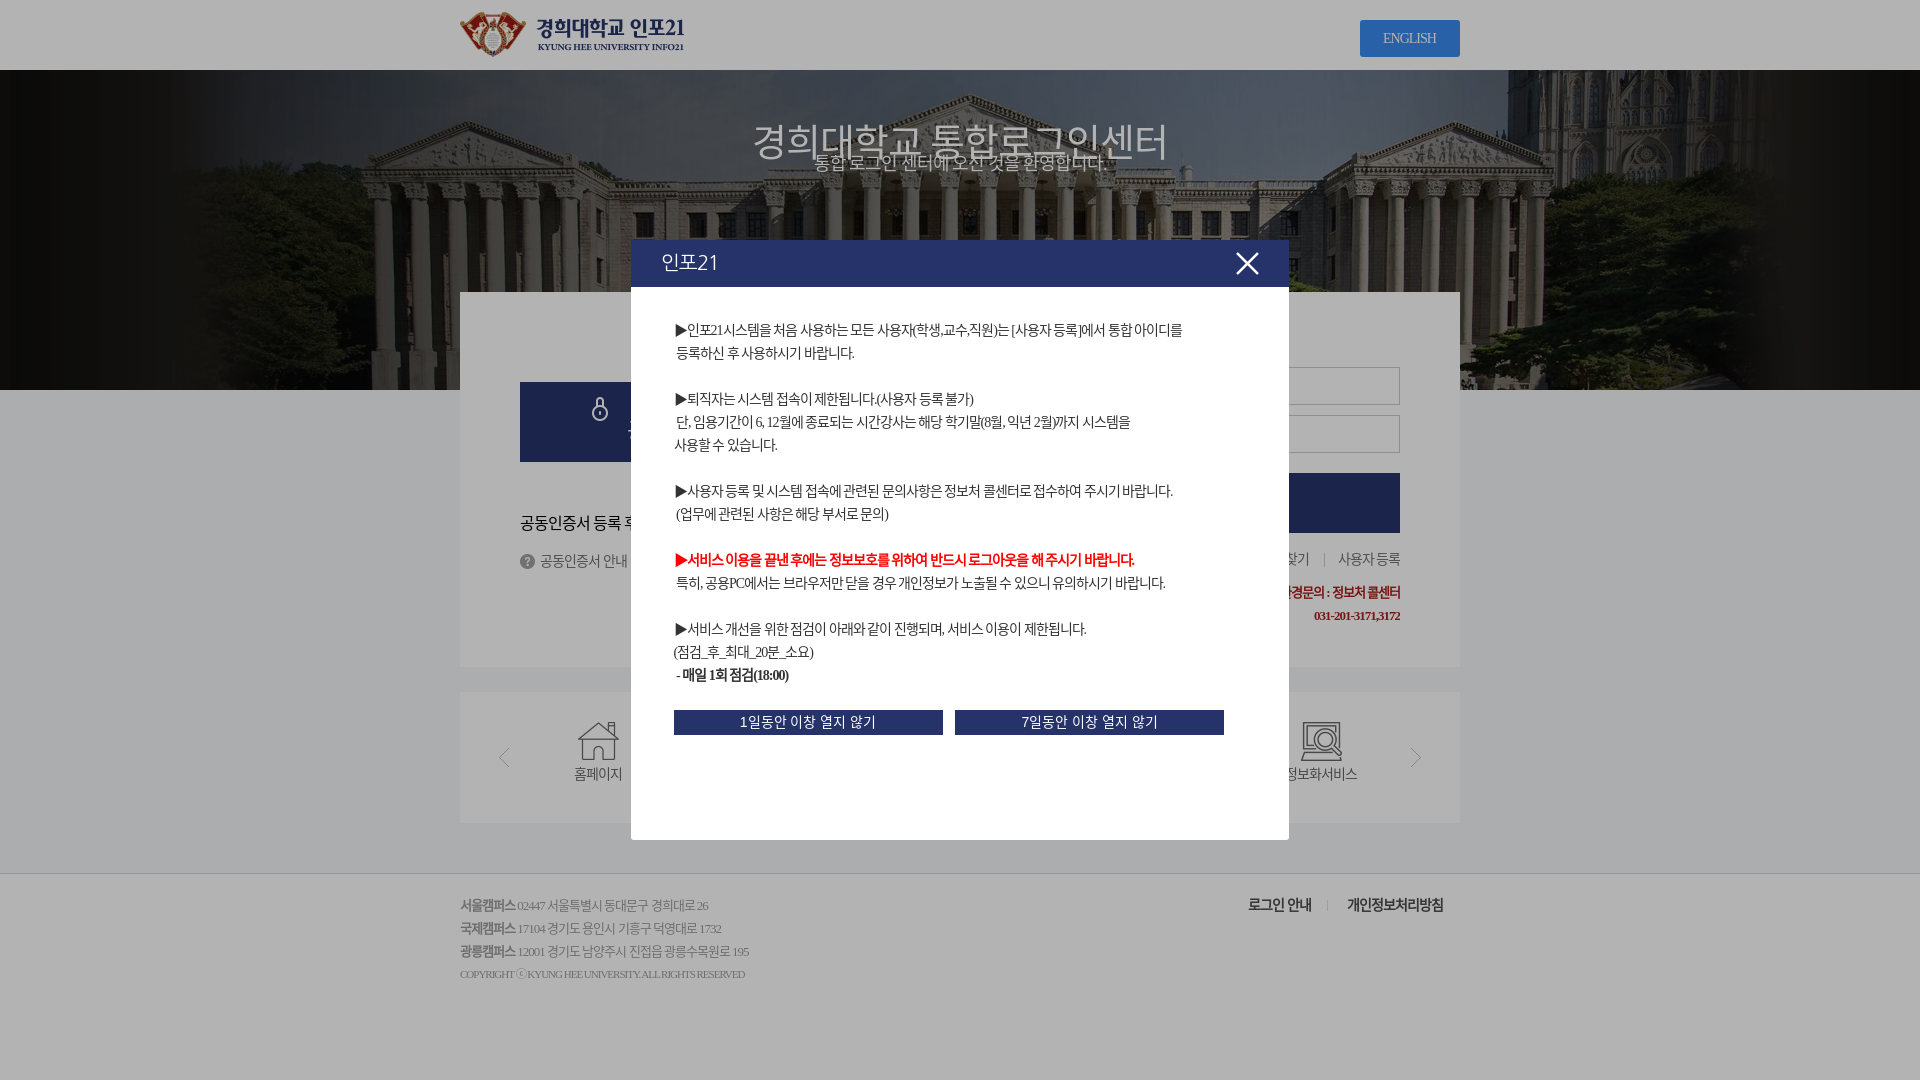 경희대학교 인포21
KYUNG HEE UNIVERSITY INFO21
ENGLISH
경희대학교 통합로그인센터
통합 로그인 센터에 오신 것을 환영합니다.
인포21
▶인포21시스템을 처음 사용하는 모든 사용자(학생,교수,직원)는 [사용자 등록]에서 통합 아이디를
등록하신 후 사용하시기 바랍니다.
▶퇴직자는 시스템 접속이 제한됩니다.(사용자 등록 불가)
단, 임용기간이 6, 12월에 종료되는 시간강사는 해당 학기말(8월, 익년 2월)까지 시스템을
사용할 수 있습니다.
▶사용자 등록 및 시스템 접속에 관련된 문의사항은 정보처 콜센터로 접수하여 주시기 바랍니다.
(업무에 관련된 사항은 해당 부서로 문의)
▶서비스 이용을 끝낸 후에는 정보보호를 위하여 반드시 로그아웃을 해 주시기 바랍니다.
특히, 공용PC에서는 브라우저만 닫을 경우 개인정보가 노출될 수 있으니 유의하시기 바랍니다.
▶서비스 개선을 위한 점검이 아래와 같이 진행되며, 서비스 이용이 제한됩니다.
(점검_후_최대_20분_소요)
- 매일 1회 점검(18:00)
1일동안 이창 열지 않기
7일동안 이창 열지 않기
공동인증서 등록
공동인증서 안내
찾기
사용자 등록
환경문의 : 정보처 콜센터
031-201-3171,3172
홈페이지
정보화서비스
서울캠퍼스 02447 서울특별시 동대문구 경희대로 26
국제캠퍼스 17104 경기도 용인시 기흥구 덕영대로 1732
광릉캠퍼스 12001 경기도 남양주시 진접읍 광릉수목원로 195
COPYRIGHT ⓒ KYUNG HEE UNIVERSITY. ALL RIGHTS RESERVED
로그인 안내
개인정보처리방침